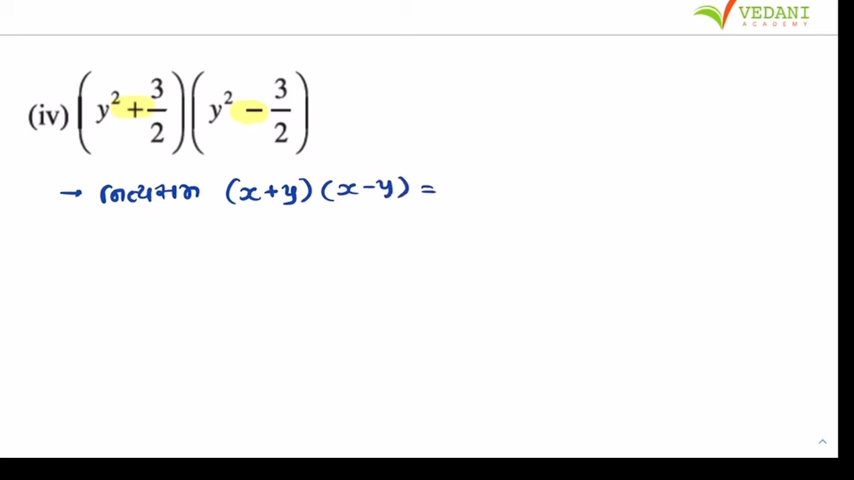 VEDANI
ACADEMY
(iv) (y² + 3/2)(y² − 3/2)
→ નિત્યસમ (x+y)(x-y) =